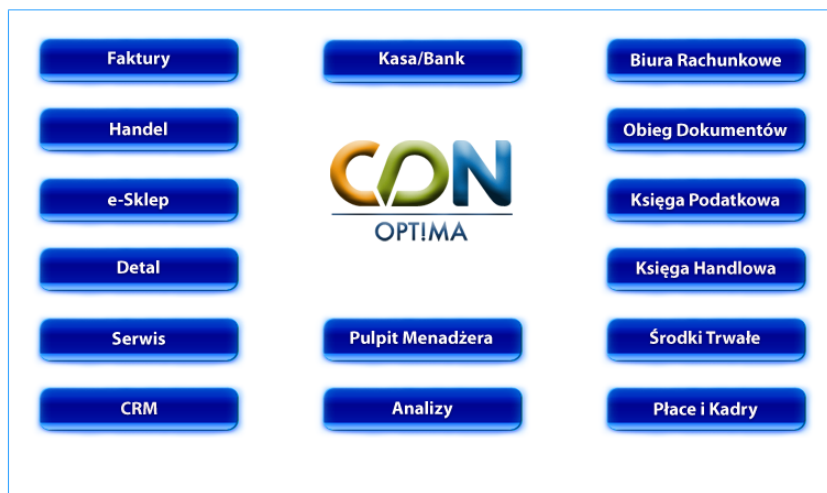 Faktury
Kasa/Bank
Biura Rachunkowe
Handel
Obieg Dokumentów
e-Sklep
CDN
OPT!MA
Księga Podatkowa
Detal
Księga Handlowa
Serwis
Pulpit Menadżera
Środki Trwałe
CRM
Analizy
Płace i Kadry